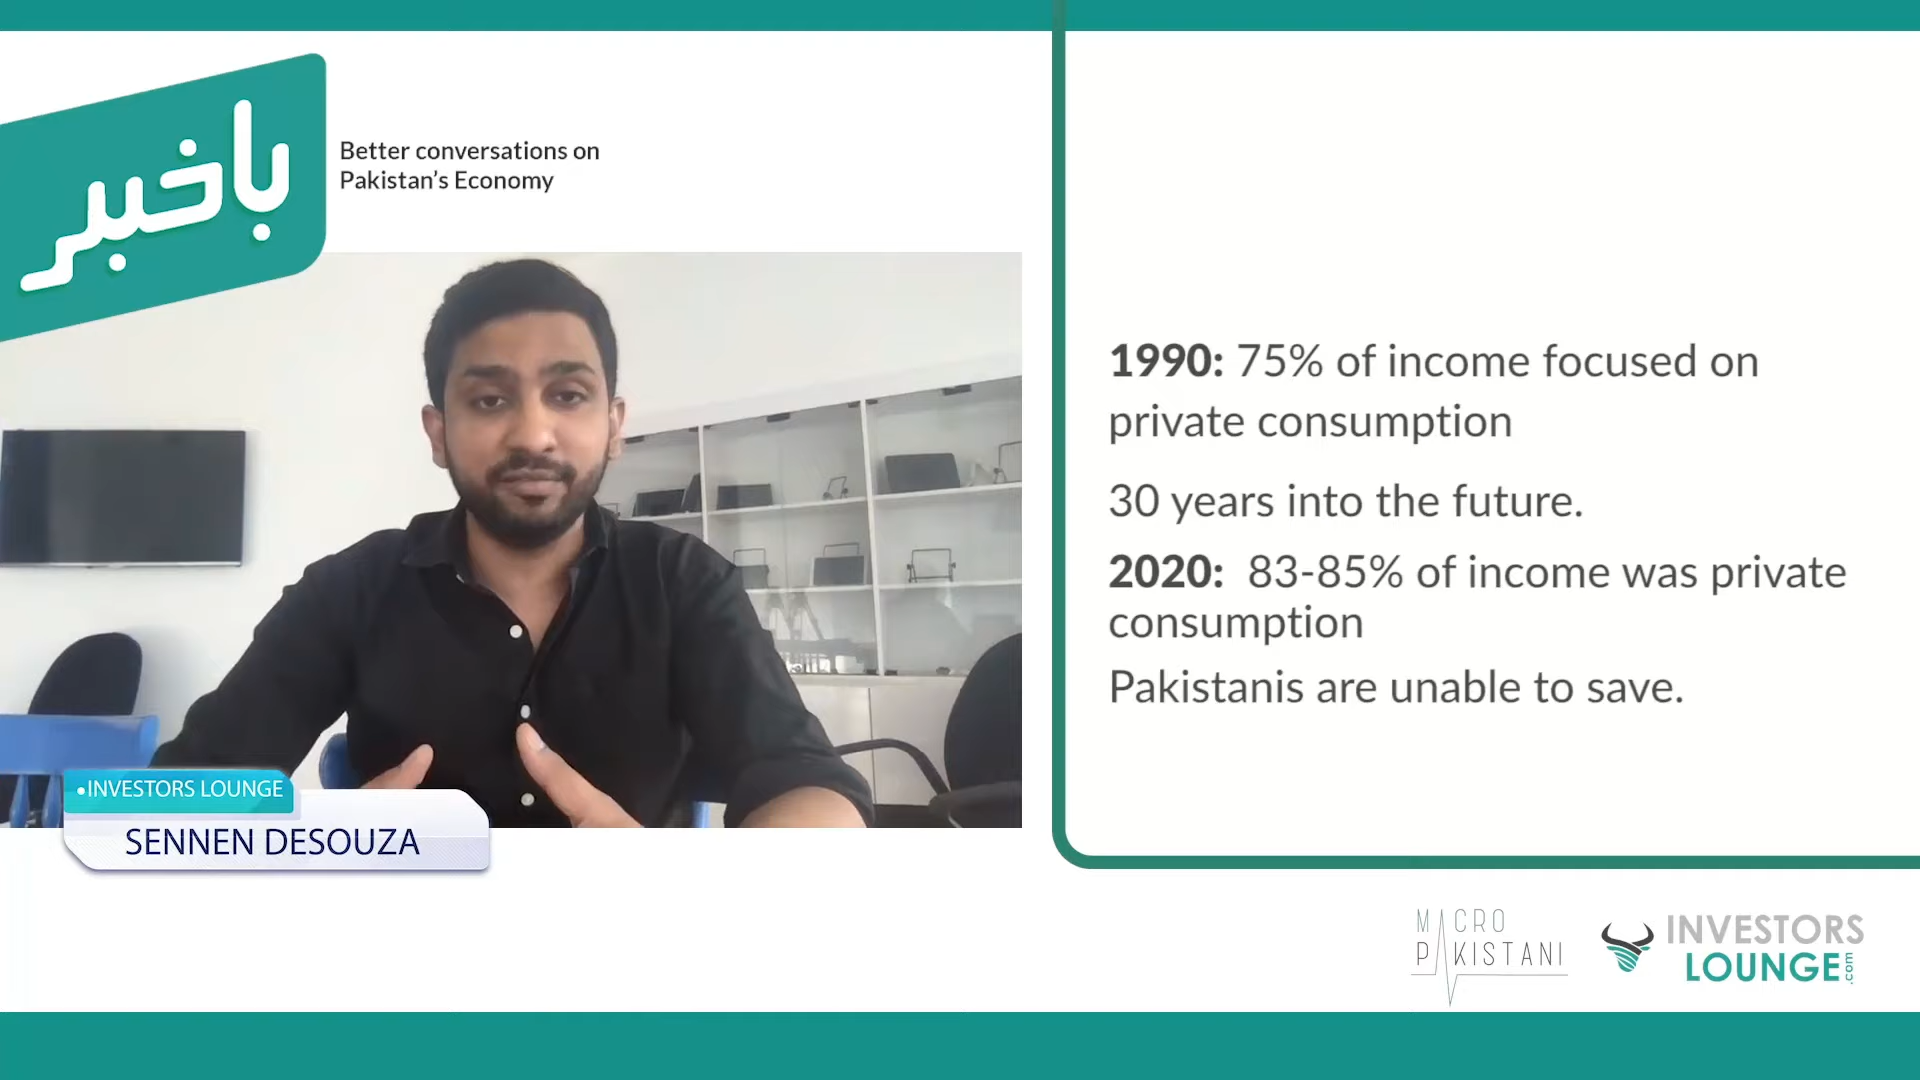 باخبر
Better conversations on
Pakistan’s Economy
•INVESTORS LOUNGE
SENNEN DESOUZA
1990: 75% of income focused on
private consumption
30 years into the future.
2020: 83-85% of income was private
consumption
Pakistanis are unable to save.
MACRO
PAKISTANI
INVESTORS
LOUNGE.com